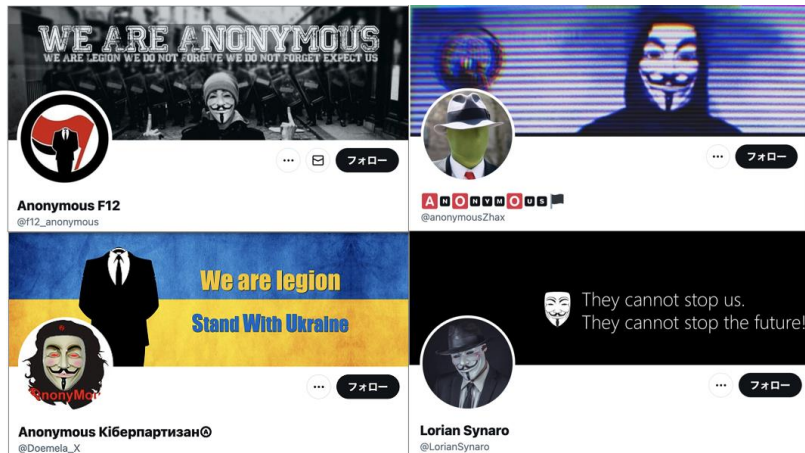 WE ARE ANONYMOUS
WE ARE LEGION WE DO NOT FORGIVE WE DO NOT FORGET EXPECT US
フォロー
Anonymous F12
@f12_anonymous
フォロー
ANONYMOUS
@anonymousZhax
We are legion
Stand With Ukraine
AnonyMou
フォロー
Anonymous КіберпартизанⒶ
@Doemela_X
They cannot stop us.
They cannot stop the future!
フォロー
Lorian Synaro
@LorianSynaro